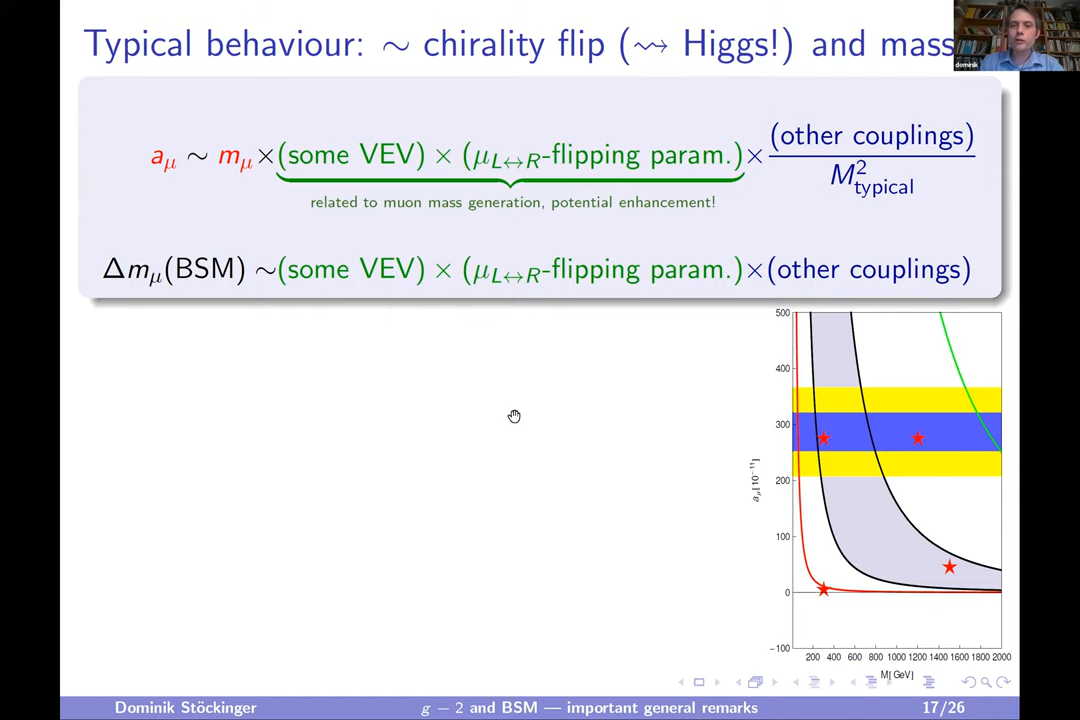 Typical behaviour: ∼ chirality flip (⇝ Higgs!) and mass
dominik
a_μ ∼ m_μ ×(some VEV) × (μ_{L↔R}-flipping param.)× (other couplings) / M²_typical
related to muon mass generation, potential enhancement!
Δm_μ(BSM) ∼(some VEV) × (μ_{L↔R}-flipping param.)×(other couplings)
500
400
300
200
100
0
−100
a_μ[10⁻¹¹]
200 400 600 800 1000 1200 1400 1600 1800 2000
M[GeV]
Dominik Stöckinger
g − 2 and BSM — important general remarks
17/26